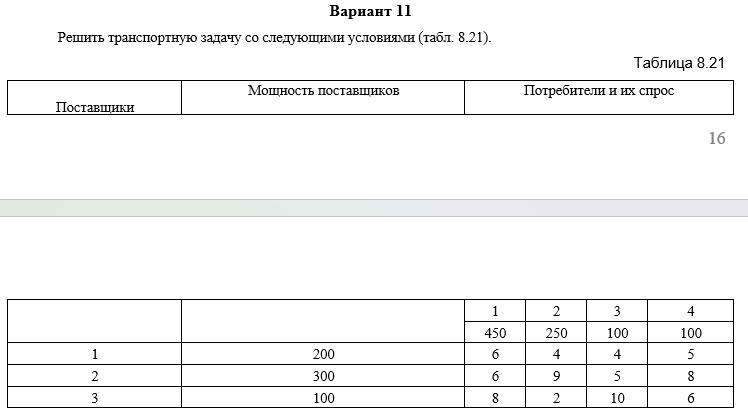 Вариант 11
Решить транспортную задачу со следующими условиями (табл. 8.21).
Таблица 8.21
Поставщики Мощность поставщиков Потребители и их спрос
16
1 2 3 4
450 250 100 100
1 200 6 4 4 5
2 300 6 9 5 8
3 100 8 2 10 6